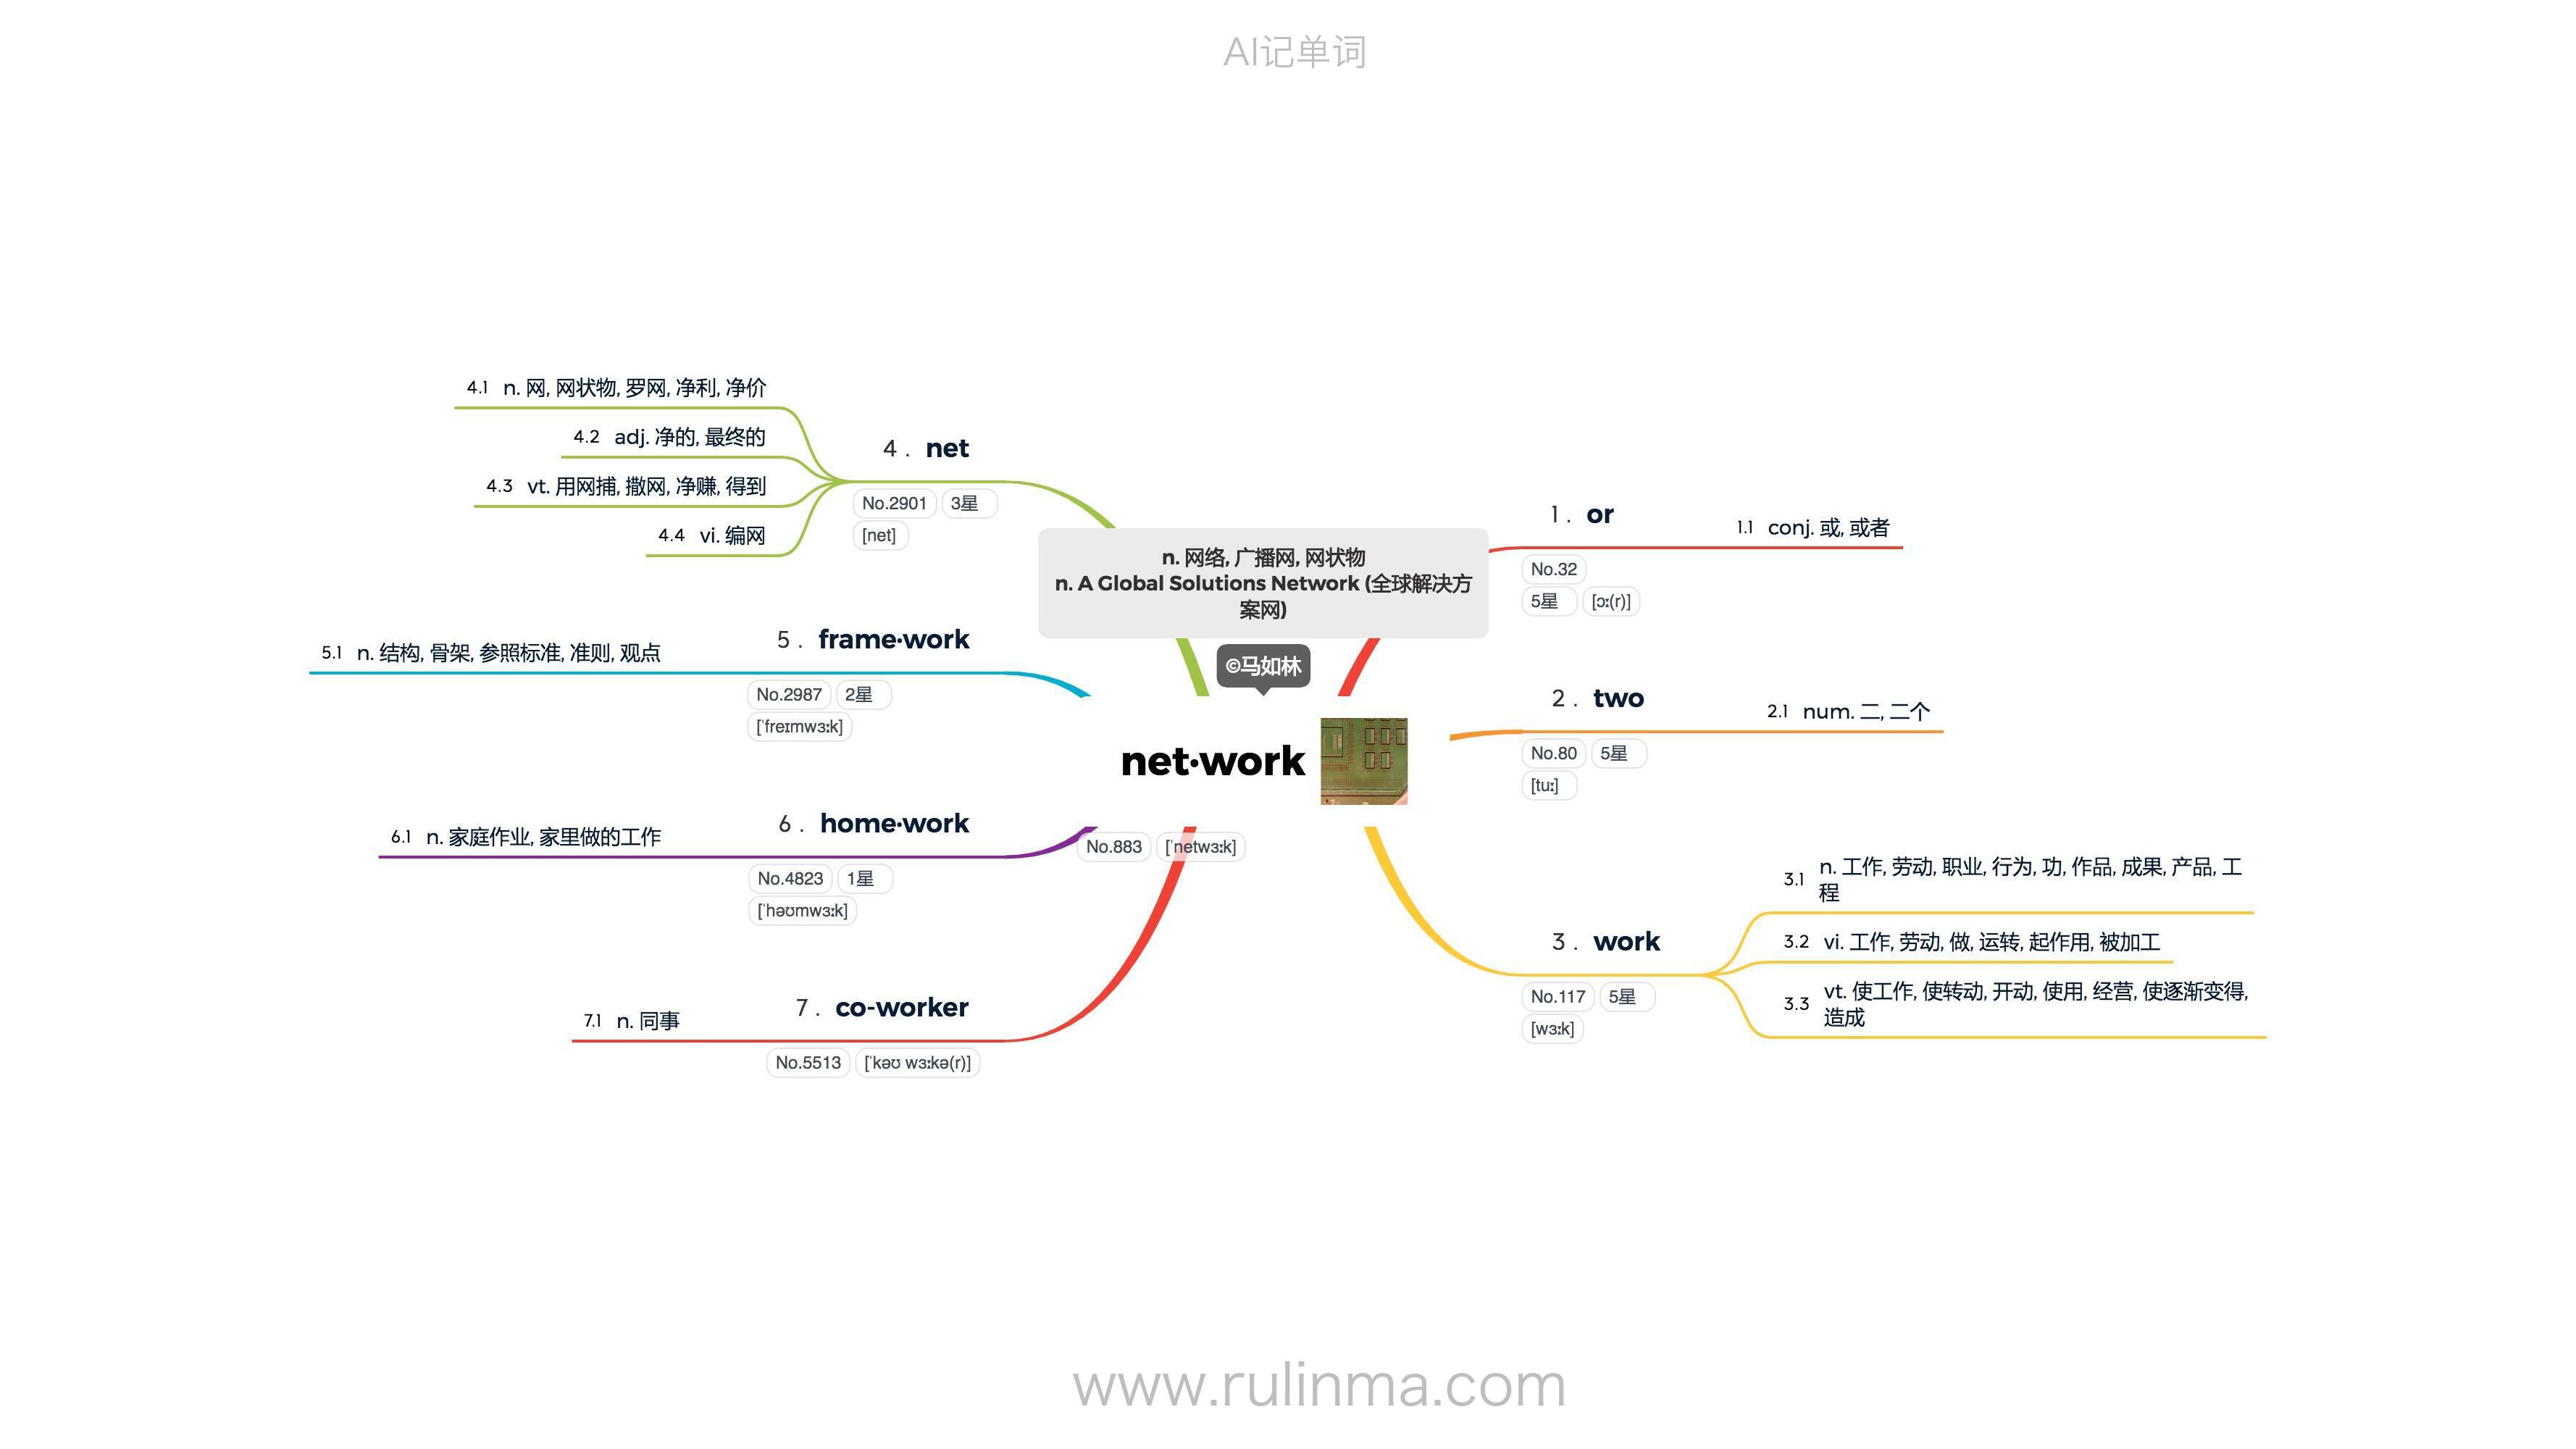 AI记单词
n. 网络, 广播网, 网状物
n. A Global Solutions Network (全球解决方
案网)
©马如林
net·work
No.883 [ˈnetwɜːk]
1 . or
No.32
5星 [ɔː(r)]
1.1 conj. 或, 或者
2 . two
No.80 5星
[tuː]
2.1 num. 二, 二个
3 . work
No.117 5星
[wɜːk]
3.1 n. 工作, 劳动, 职业, 行为, 功, 作品, 成果, 产品, 工
程
3.2 vi. 工作, 劳动, 做, 运转, 起作用, 被加工
3.3 vt. 使工作, 使转动, 开动, 使用, 经营, 使逐渐变得,
造成
4 . net
No.2901 3星
[net]
4.1 n. 网, 网状物, 罗网, 净利, 净价
4.2 adj. 净的, 最终的
4.3 vt. 用网捕, 撒网, 净赚, 得到
4.4 vi. 编网
5 . frame·work
No.2987 2星
[ˈfreɪmwɜːk]
5.1 n. 结构, 骨架, 参照标准, 准则, 观点
6 . home·work
No.4823 1星
[ˈhəʊmwɜːk]
6.1 n. 家庭作业, 家里做的工作
7 . co-worker
No.5513 [ˈkəʊ wɜːkə(r)]
7.1 n. 同事
www.rulinma.com